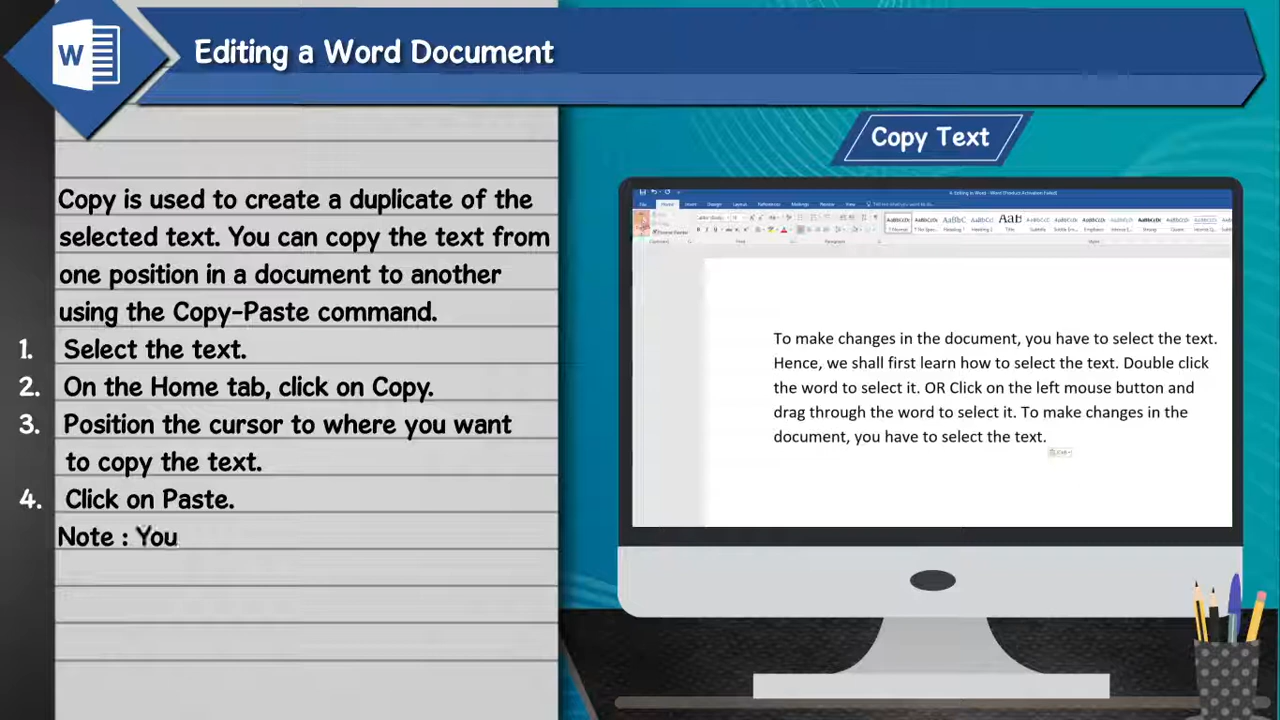 W
Editing a Word Document
Copy is used to create a duplicate of the
selected text. You can copy the text from
one position in a document to another
using the Copy-Paste command.
1. Select the text.
2. On the Home tab, click on Copy.
3. Position the cursor to where you want
to copy the text.
4. Click on Paste.
Note : You
Copy Text
To make changes in the document, you have to select the text.
Hence, we shall first learn how to select the text. Double click
the word to select it. OR Click on the left mouse button and
drag through the word to select it. To make changes in the
document, you have to select the text.